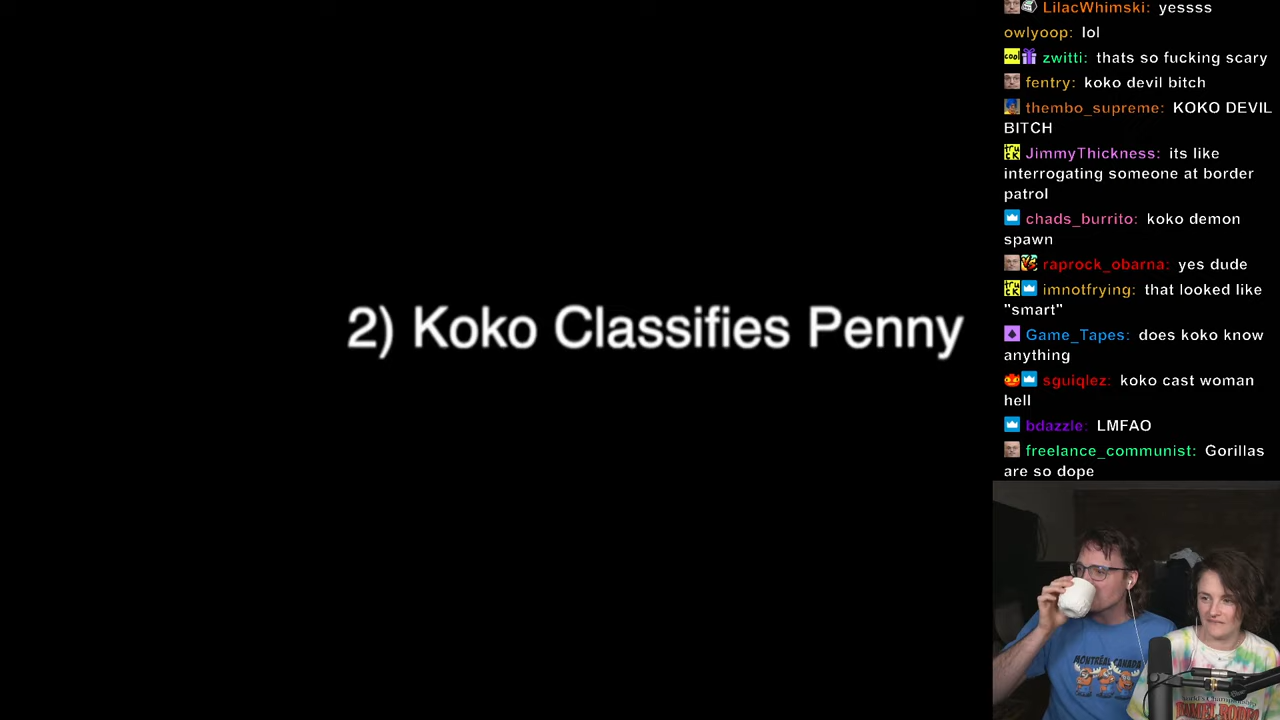 LilacWhimski: yessss
owlyoop: lol
zwitti: thats so fucking scary
fentry: koko devil bitch
thembo_supreme: KOKO DEVIL
BITCH
JimmyThickness: its like
interrogating someone at border
patrol
chads_burrito: koko demon
spawn
raprock_obarna: yes dude
imnotfrying: that looked like
"smart"
Game_Tapes: does koko know
anything
sguiqlez: koko cast woman
hell
bdazzle: LMFAO
freelance_communist: Gorillas
are so dope
2) Koko Classifies Penny
MONTRÉAL CANADA